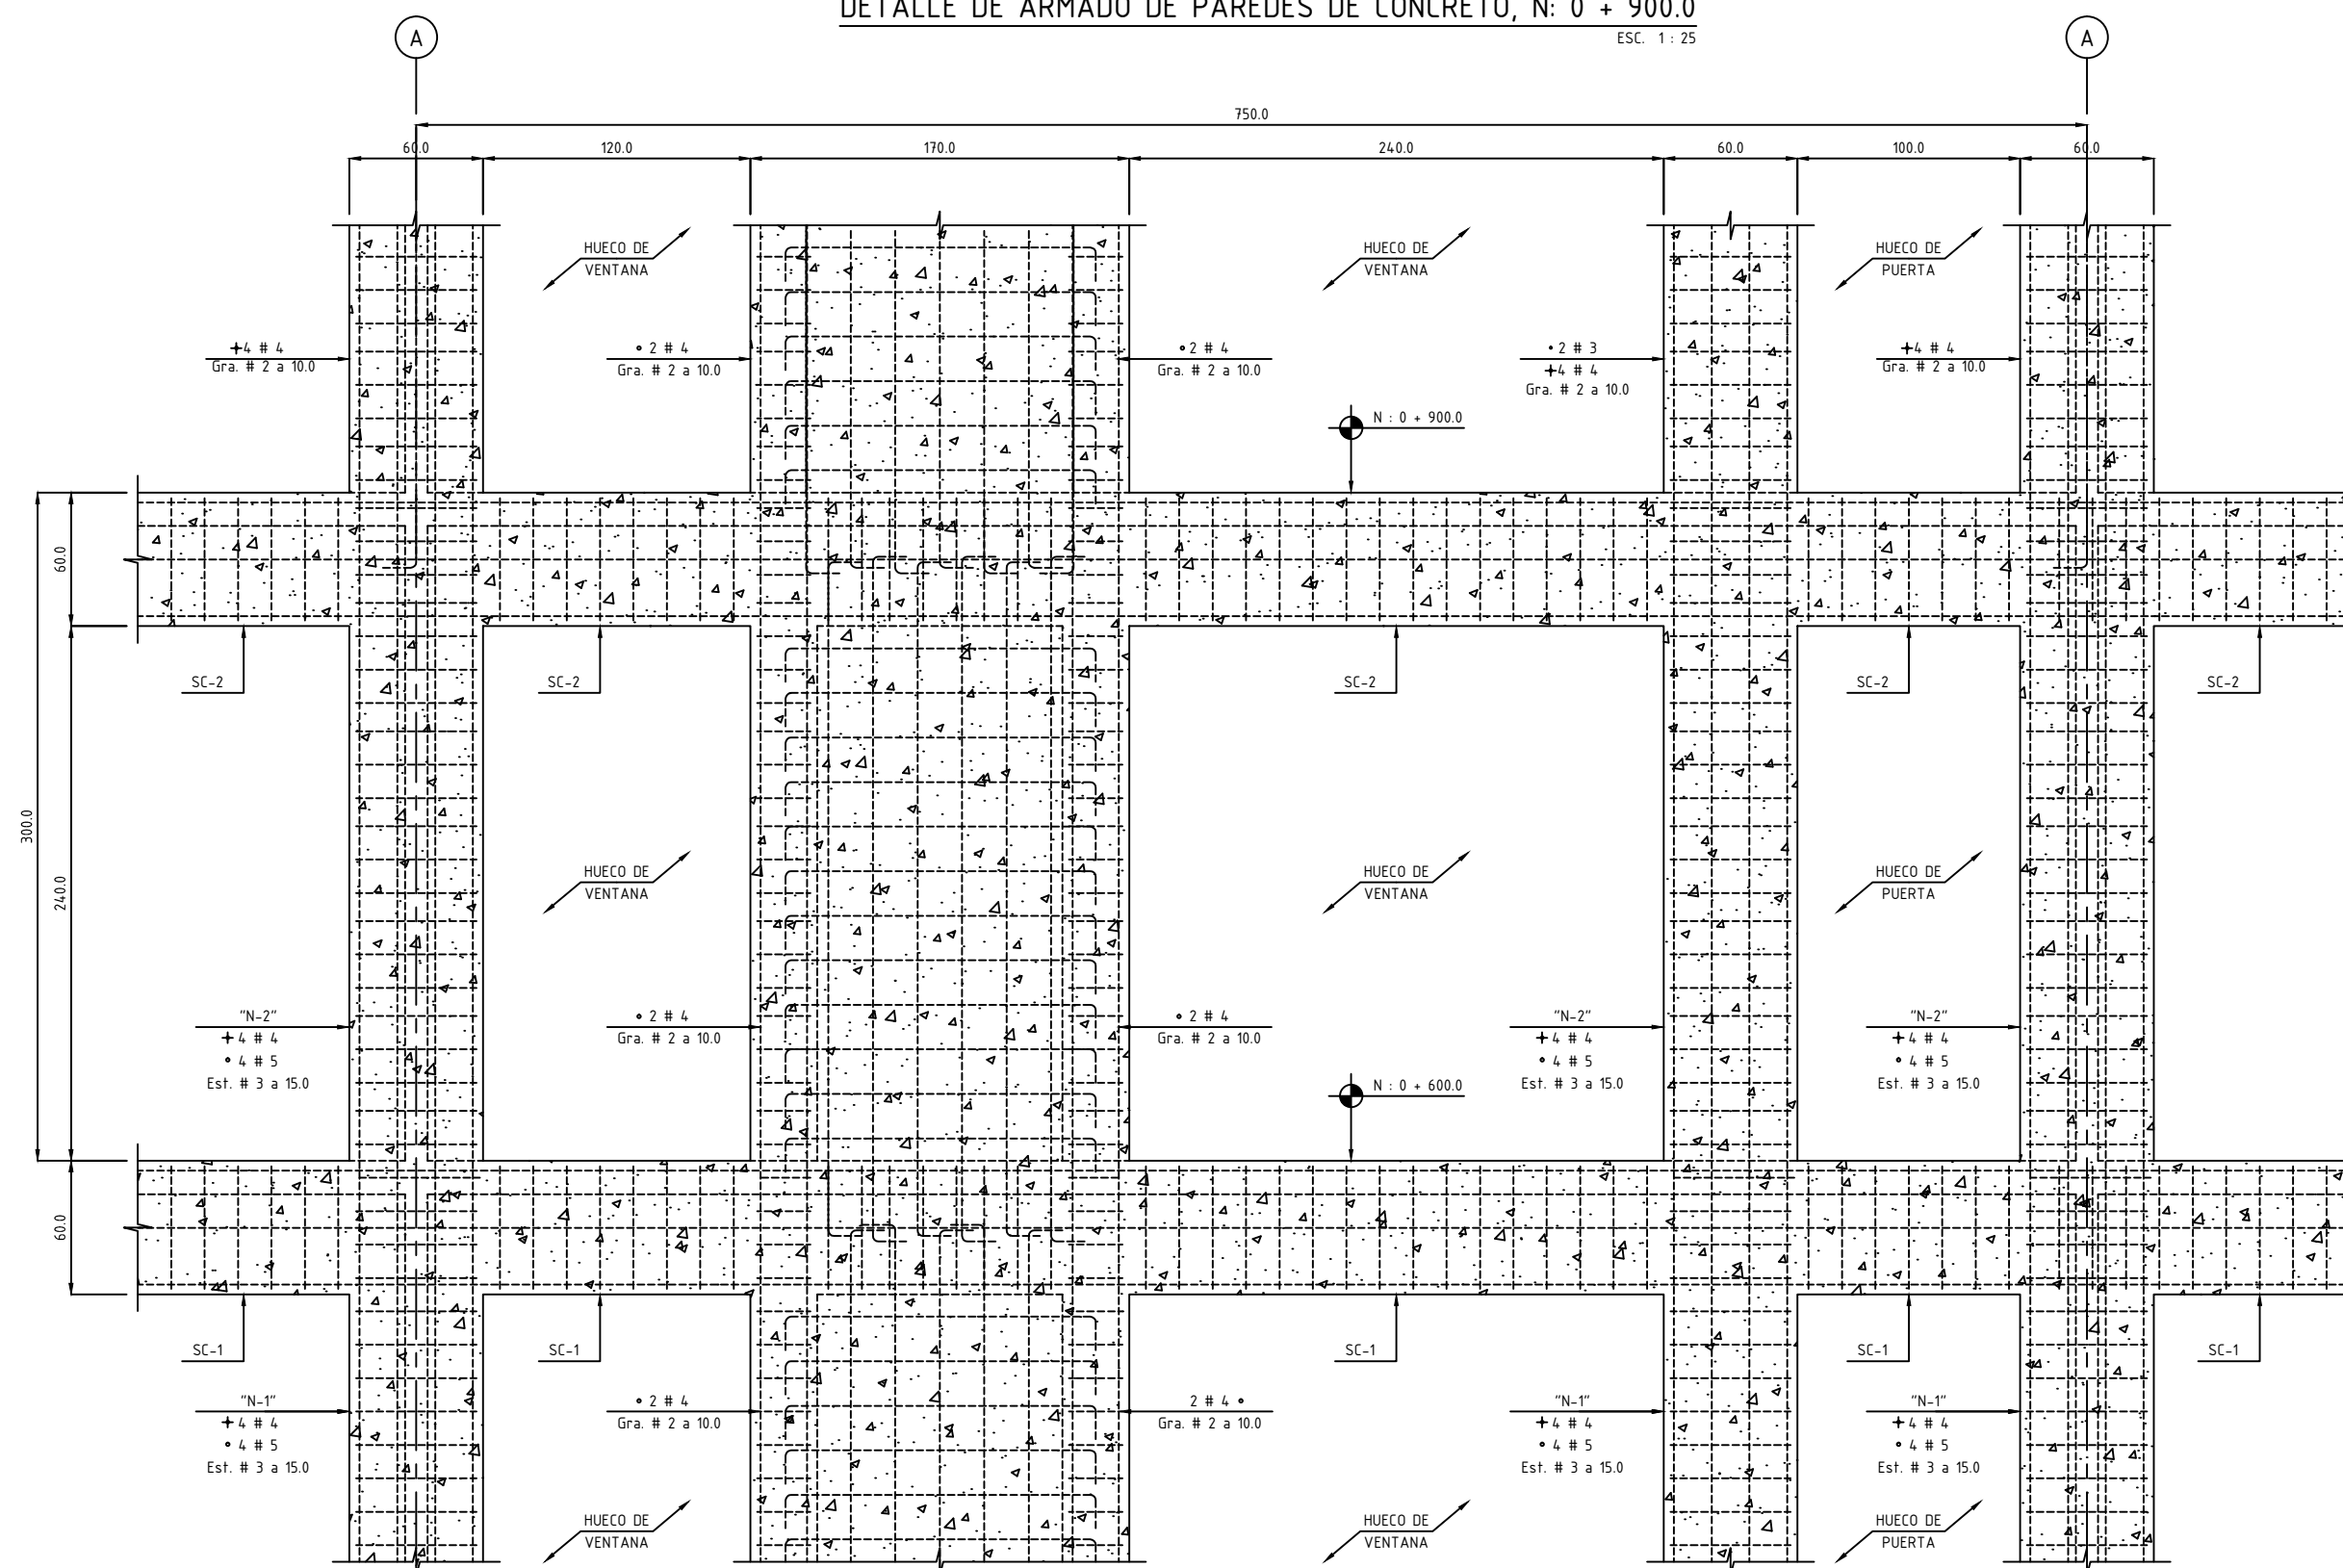 DETALLE DE ARMADO DE PAREDES DE CONCRETO, N: 0 + 900.0
ESC. 1 : 25
A
A
750.0
60.0
120.0
170.0
240.0
60.0
100.0
60.0
HUECO DE
VENTANA
HUECO DE
VENTANA
HUECO DE
PUERTA
4 # 4
Gra. # 2 a 10.0
2 # 4
Gra. # 2 a 10.0
2 # 4
Gra. # 2 a 10.0
2 # 3
4 # 4
Gra. # 2 a 10.0
4 # 4
Gra. # 2 a 10.0
N : 0 + 900.0
60.0
SC-2
SC-2
SC-2
SC-2
SC-2
300.0
240.0
HUECO DE
VENTANA
HUECO DE
VENTANA
HUECO DE
PUERTA
"N-2"
4 # 4
4 # 5
Est. # 3 a 15.0
2 # 4
Gra. # 2 a 10.0
2 # 4
Gra. # 2 a 10.0
"N-2"
4 # 4
4 # 5
Est. # 3 a 15.0
"N-2"
4 # 4
4 # 5
Est. # 3 a 15.0
N : 0 + 600.0
60.0
SC-1
SC-1
SC-1
SC-1
SC-1
"N-1"
4 # 4
4 # 5
Est. # 3 a 15.0
2 # 4
Gra. # 2 a 10.0
2 # 4
Gra. # 2 a 10.0
"N-1"
4 # 4
4 # 5
Est. # 3 a 15.0
"N-1"
4 # 4
4 # 5
Est. # 3 a 15.0
HUECO DE
VENTANA
HUECO DE
VENTANA
HUECO DE
PUERTA